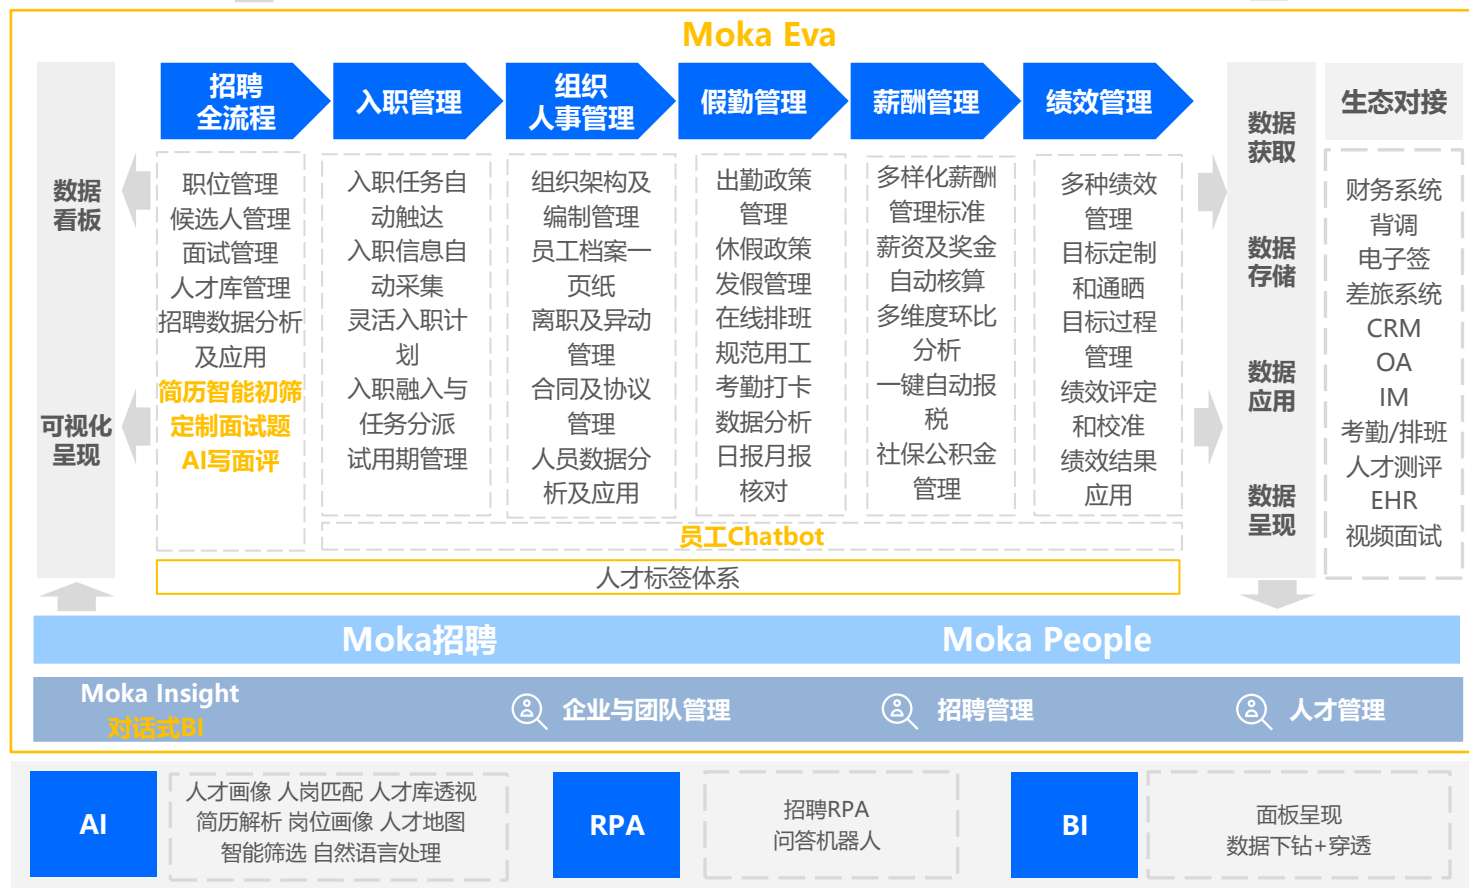 Moka Eva
数据
看板
可视化
呈现
招聘
全流程
职位管理
候选人管理
面试管理
人才库管理
招聘数据分析
及应用
简历智能初筛
定制面试题
AI写面评
入职管理
入职任务自
动触达
入职信息自
动采集
灵活入职计
划
入职融入与
任务分派
试用期管理
组织
人事管理
组织架构及
编制管理
员工档案一
页纸
离职及异动
管理
合同及协议
管理
人员数据分
析及应用
假勤管理
出勤政策
管理
休假政策
发假管理
在线排班
规范用工
考勤打卡
数据分析
日报月报
核对
薪酬管理
多样化薪酬
管理标准
薪资及奖金
自动核算
多维度环比
分析
一键自动报
税
社保公积金
管理
绩效管理
多种绩效
管理
目标定制
和通晒
目标过程
管理
绩效评定
和校准
绩效结果
应用
员工Chatbot
人才标签体系
数据
获取
数据
存储
数据
应用
数据
呈现
生态对接
财务系统
背调
电子签
差旅系统
CRM
OA
IM
考勤/排班
人才测评
EHR
视频面试
Moka招聘
Moka People
Moka Insight
对话式BI
企业与团队管理
招聘管理
人才管理
AI
人才画像 人岗匹配 人才库透视
简历解析 岗位画像 人才地图
智能筛选 自然语言处理
RPA
招聘RPA
问答机器人
BI
面板呈现
数据下钻+穿透